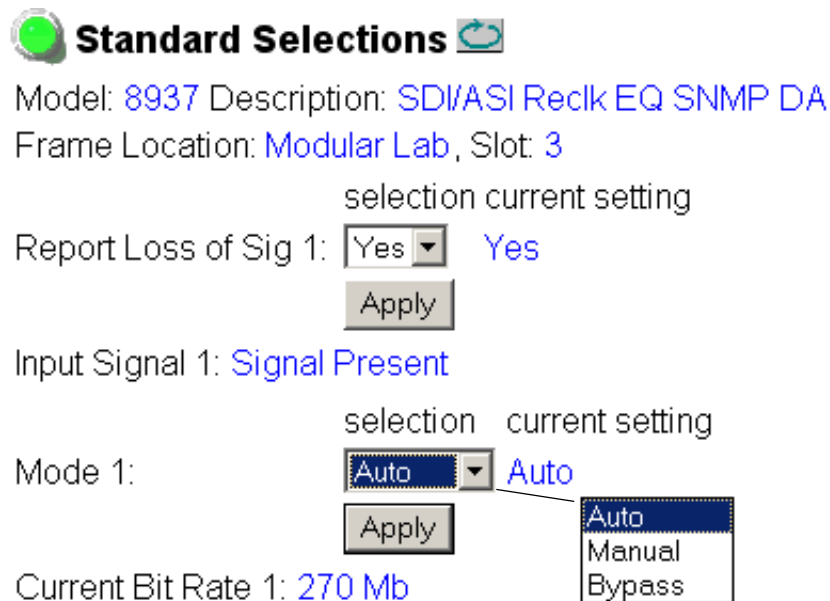 Standard Selections
Model: 8937 Description: SDI/ASI Reclk EQ SNMP DA
Frame Location: Modular Lab, Slot: 3
selection current setting
Report Loss of Sig 1: Yes Yes
Apply
Input Signal 1: Signal Present
selection current setting
Mode 1: Auto Auto
Apply
Auto
Manual
Bypass
Current Bit Rate 1: 270 Mb